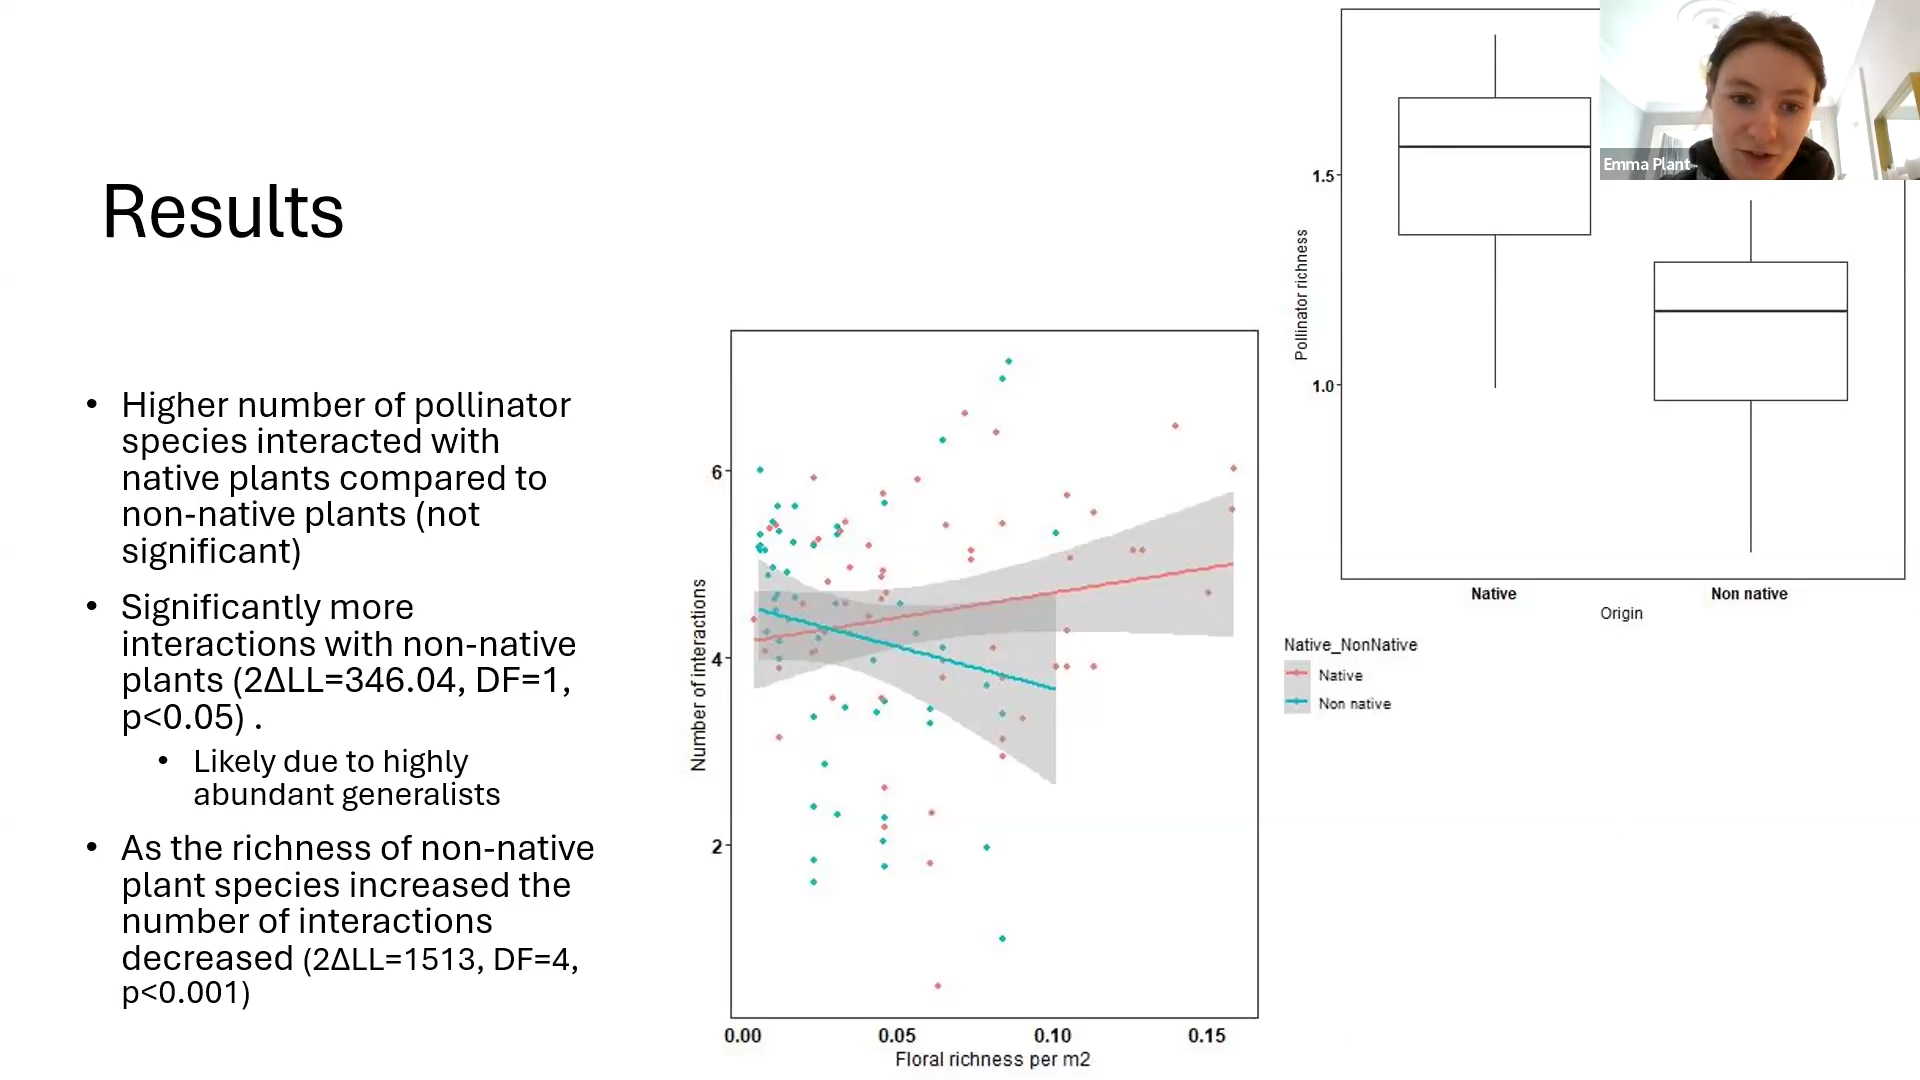 Results
• Higher number of pollinator
species interacted with
native plants compared to
non-native plants (not
significant)
• Significantly more
interactions with non-native
plants (2ΔLL=346.04, DF=1,
p<0.05) .
• Likely due to highly
abundant generalists
• As the richness of non-native
plant species increased the
number of interactions
decreased (2ΔLL=1513, DF=4,
p<0.001)
Number of interactions
6
4
2
0.00 0.05 0.10 0.15
Floral richness per m2
Pollinator richness
1.5
1.0
Native Non native
Origin
Native_NonNative
Native
Non native
Emma Plant